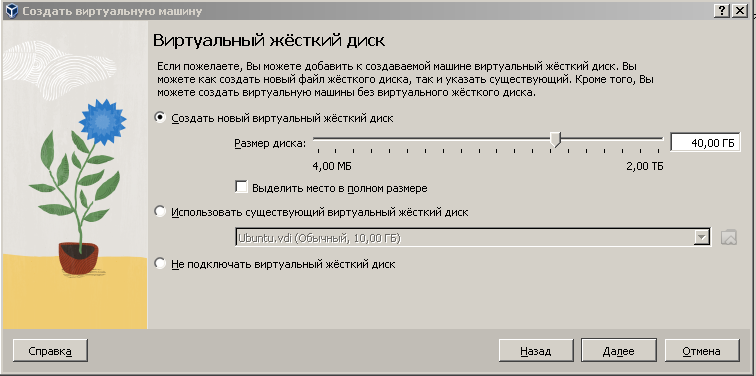 Создать виртуальную машину
Виртуальный жёсткий диск
Если пожелаете, Вы можете добавить к создаваемой машине виртуальный жёсткий диск. Вы
можете как создать новый файл жёсткого диска, так и указать существующий. Кроме того, Вы
можете создать виртуальную машины без виртуального жёсткого диска.
Создать новый виртуальный жёсткий диск
Размер диска:
40,00 ГБ
4,00 МБ
2,00 ТБ
Выделить место в полном размере
Использовать существующий виртуальный жёсткий диск
Ubuntu.vdi (Обычный, 10,00 ГБ)
Не подключать виртуальный жёсткий диск
Справка
Назад
Далее
Отмена